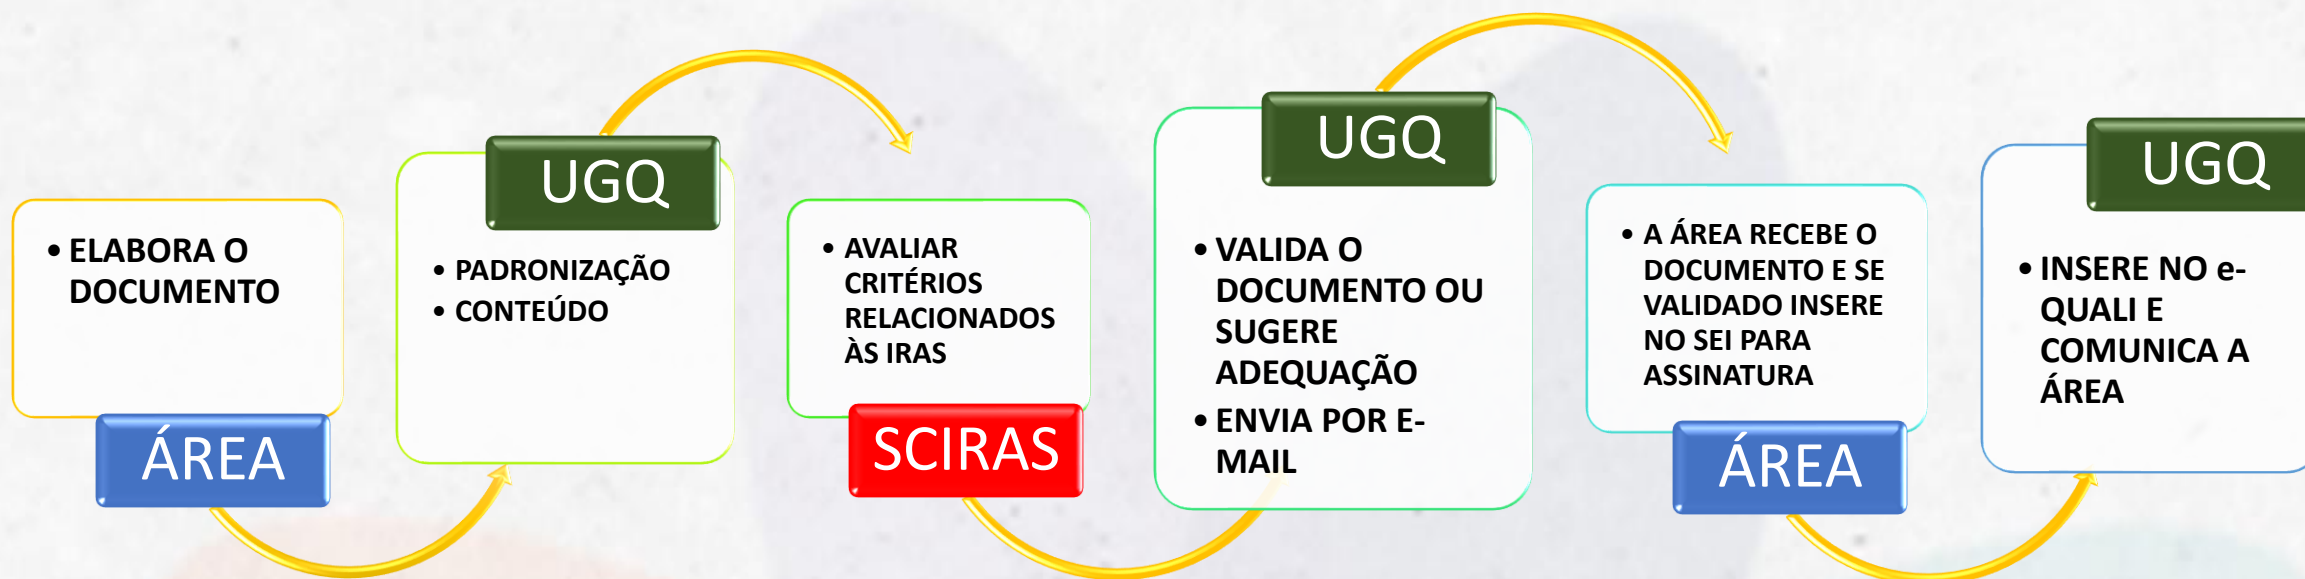 • ELABORA O
DOCUMENTO
ÁREA
UGQ
• PADRONIZAÇÃO
• CONTEÚDO
• AVALIAR
CRITÉRIOS
RELACIONADOS
ÀS IRAS
SCIRAS
UGQ
• VALIDA O
DOCUMENTO OU
SUGERE
ADEQUAÇÃO
• ENVIA POR E-
MAIL
• A ÁREA RECEBE O
DOCUMENTO E SE
VALIDADO INSERE
NO SEI PARA
ASSINATURA
ÁREA
UGQ
• INSERE NO e-
QUALI E
COMUNICA A
ÁREA